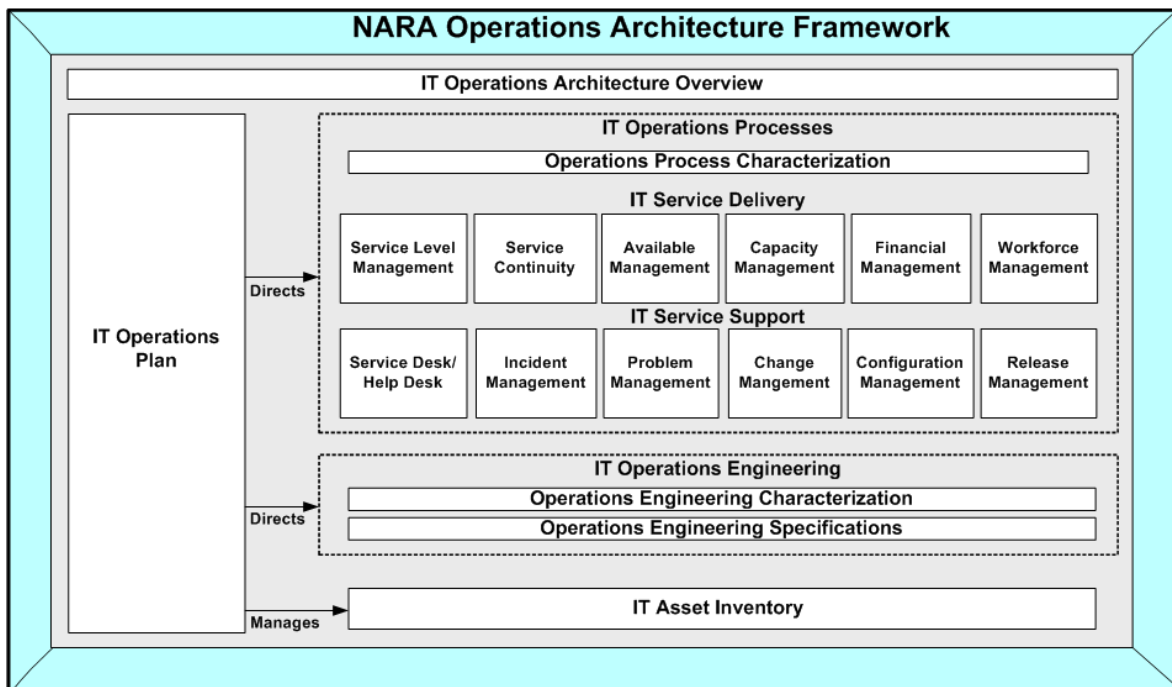 NARA Operations Architecture Framework
IT Operations Architecture Overview
IT Operations
Plan
Directs
IT Operations Processes
Operations Process Characterization
IT Service Delivery
Service Level
Management
Service
Continuity
Available
Management
Capacity
Management
Financial
Management
Workforce
Management
IT Service Support
Service Desk/
Help Desk
Incident
Management
Problem
Management
Change
Mangement
Configuration
Management
Release
Management
Directs
IT Operations Engineering
Operations Engineering Characterization
Operations Engineering Specifications
Manages
IT Asset Inventory